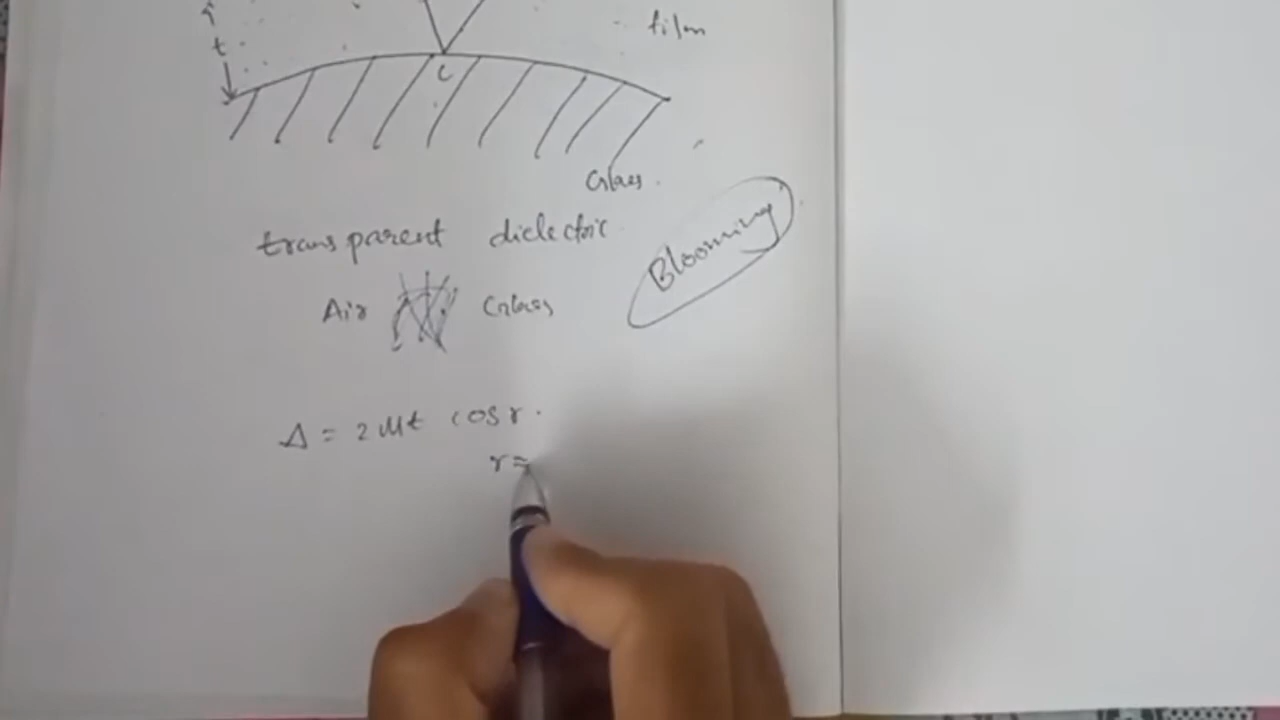 film
t
C
Glass.
transparent dielectric
Blooming
Air Glass
Δ = 2μt cos r.
r =